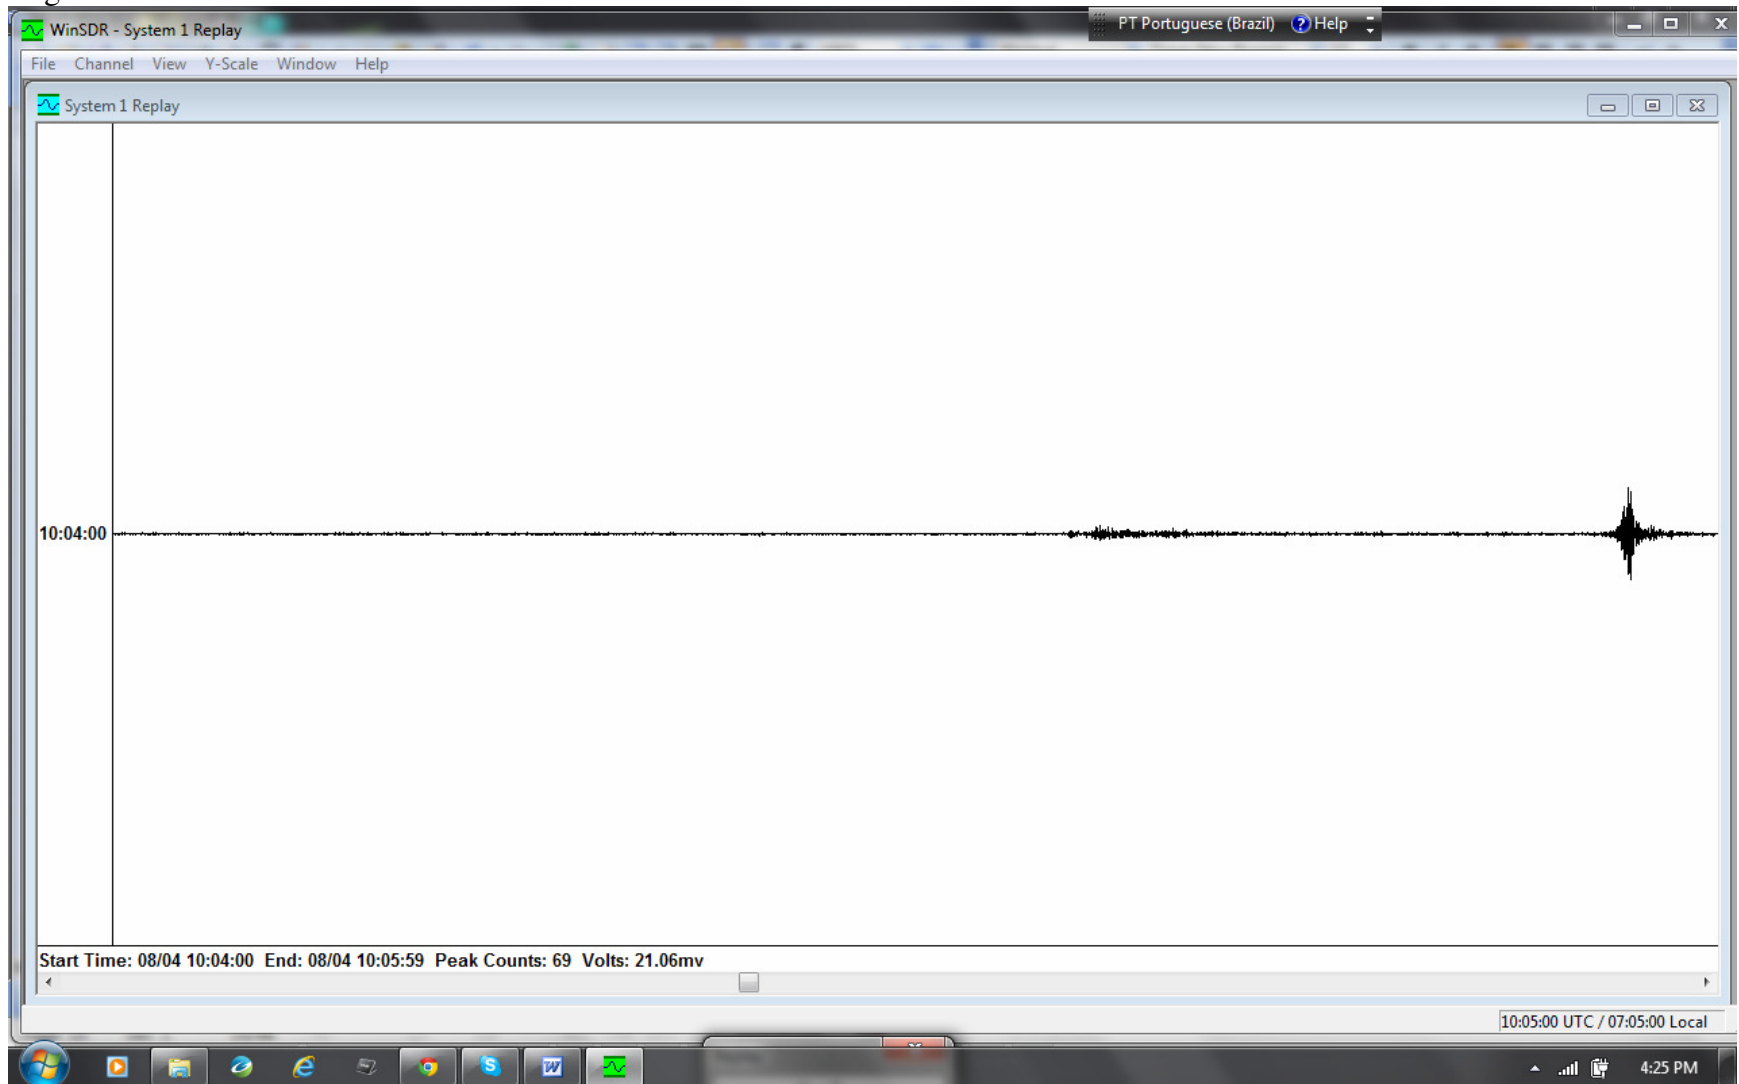 WinSDR - System 1 Replay
PT Portuguese (Brazil) Help
File Channel View Y-Scale Window Help
System 1 Replay
10:04:00
Start Time: 08/04 10:04:00 End: 08/04 10:05:59 Peak Counts: 69 Volts: 21.06mv
10:05:00 UTC / 07:05:00 Local
4:25 PM